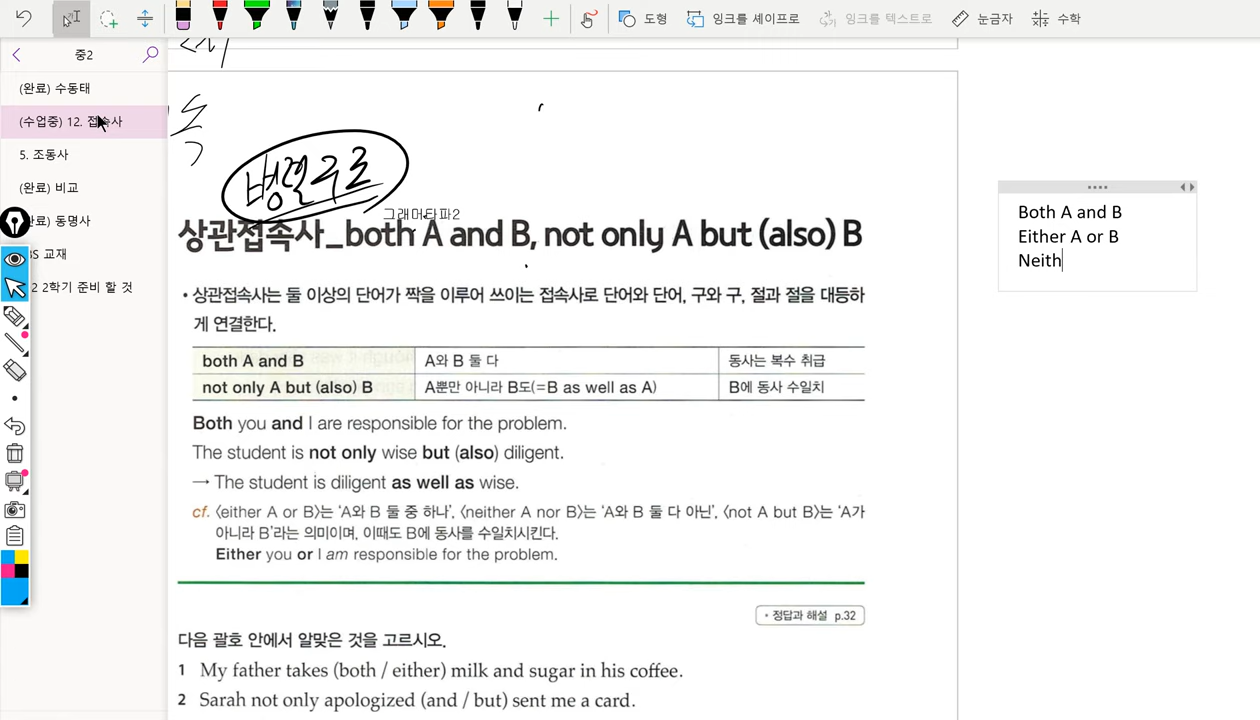 도형
잉크를 셰이프로
잉크를 텍스트로
눈금자
수학
중2
(완료) 수동태
(수업중) 12. 접속사
5. 조동사
(완료) 비교
료) 동명사
BS 교재
2 2학기 준비 할 것
병렬구조
그래머타파2
상관접속사_both A and B, not only A but (also) B
• 상관접속사는 둘 이상의 단어가 짝을 이루어 쓰이는 접속사로 단어와 단어, 구와 구, 절과 절을 대등하
게 연결한다.
both A and B A와 B 둘 다 동사는 복수 취급
not only A but (also) B A뿐만 아니라 B도(=B as well as A) B에 동사 수일치
Both you and I are responsible for the problem.
The student is not only wise but (also) diligent.
→ The student is diligent as well as wise.
cf. 〈either A or B〉는 ‘A와 B 둘 중 하나’, 〈neither A nor B〉는 ‘A와 B 둘 다 아닌’, 〈not A but B〉는 ‘A가
아니라 B’라는 의미이며, 이때도 B에 동사를 수일치시킨다.
Either you or I am responsible for the problem.
• 정답과 해설 p.32
다음 괄호 안에서 알맞은 것을 고르시오.
1 My father takes (both / either) milk and sugar in his coffee.
2 Sarah not only apologized (and / but) sent me a card.
Both A and B
Either A or B
Neith